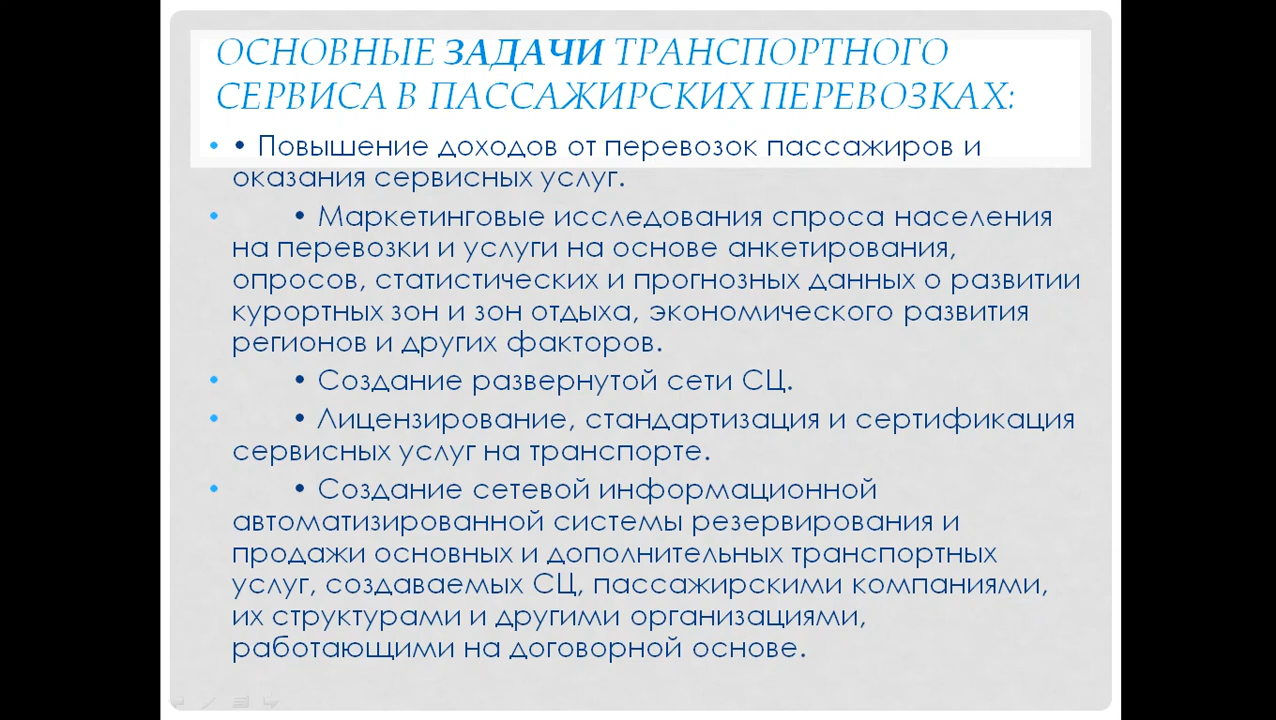 ОСНОВНЫЕ ЗАДАЧИ ТРАНСПОРТНОГО
СЕРВИСА В ПАССАЖИРСКИХ ПЕРЕВОЗКАХ:
• • Повышение доходов от перевозок пассажиров и
оказания сервисных услуг.
• • Маркетинговые исследования спроса населения
на перевозки и услуги на основе анкетирования,
опросов, статистических и прогнозных данных о развитии
курортных зон и зон отдыха, экономического развития
регионов и других факторов.
• • Создание развернутой сети СЦ.
• • Лицензирование, стандартизация и сертификация
сервисных услуг на транспорте.
• • Создание сетевой информационной
автоматизированной системы резервирования и
продажи основных и дополнительных транспортных
услуг, создаваемых СЦ, пассажирскими компаниями,
их структурами и другими организациями,
работающими на договорной основе.